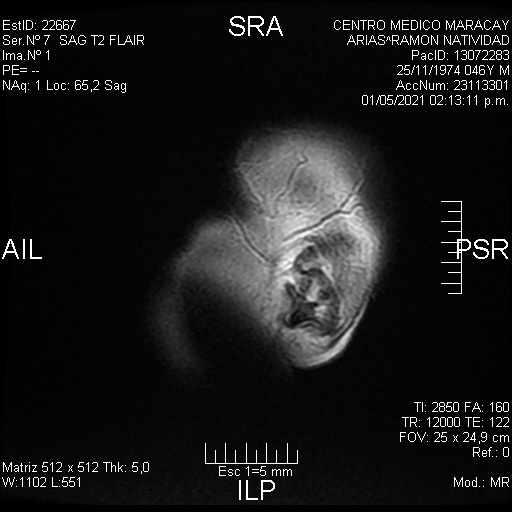 EstID: 22667
Ser.Nº 7  SAG T2 FLAIR
Ima.Nº 1
PE= --
NAq: 1 Loc: 65,2 Sag
SRA
CENTRO MEDICO MARACAY
ARIAS^RAMON NATIVIDAD
PacID: 13072283
25/11/1974 046Y M
AccNum: 23113301
01/05/2021 02:13:11 p.m.
AIL
PSR
TI: 2850 FA: 160
TR: 12000 TE: 122
FOV: 25 x 24,9 cm
Ref.: 0
Matriz 512 x 512 Thk: 5,0
W:1102 L:551
Esc 1=5 mm
ILP
Mod.: MR